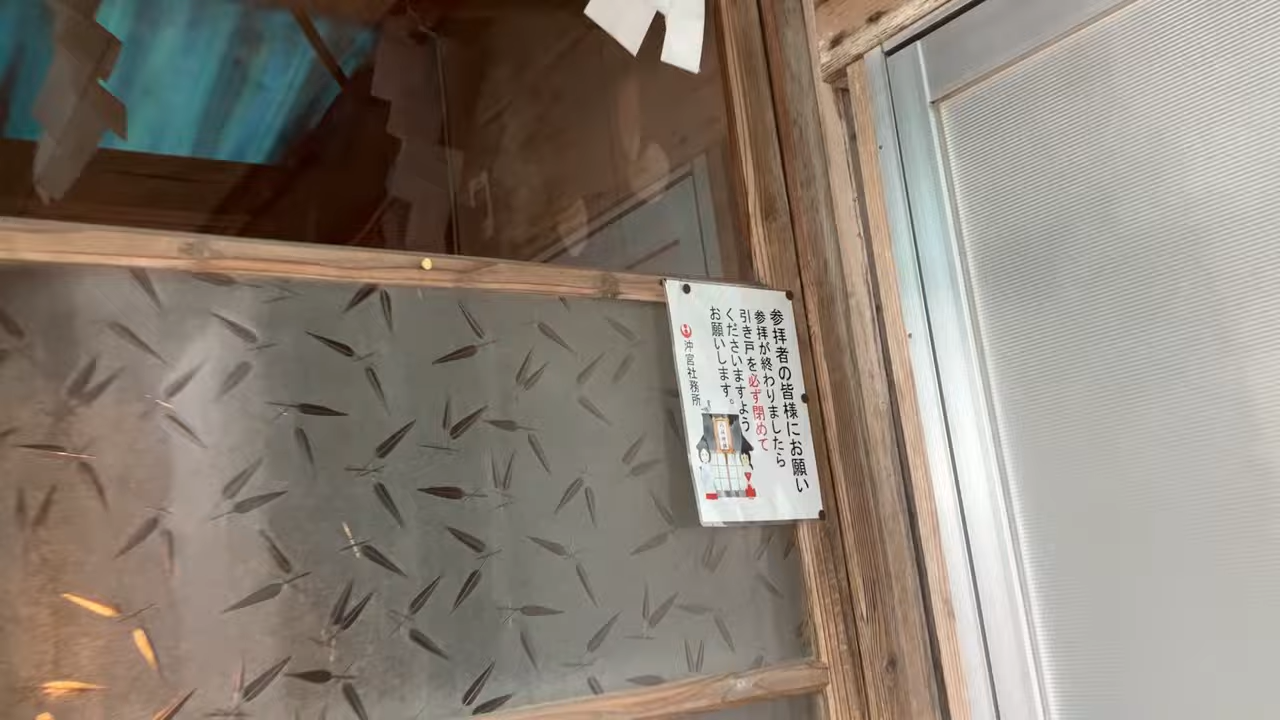 参拝者の皆様にお願い
参拝が終わりましたら
引き戸を必ず閉めて
くださいますよう
お願いします。
沖宮社務所